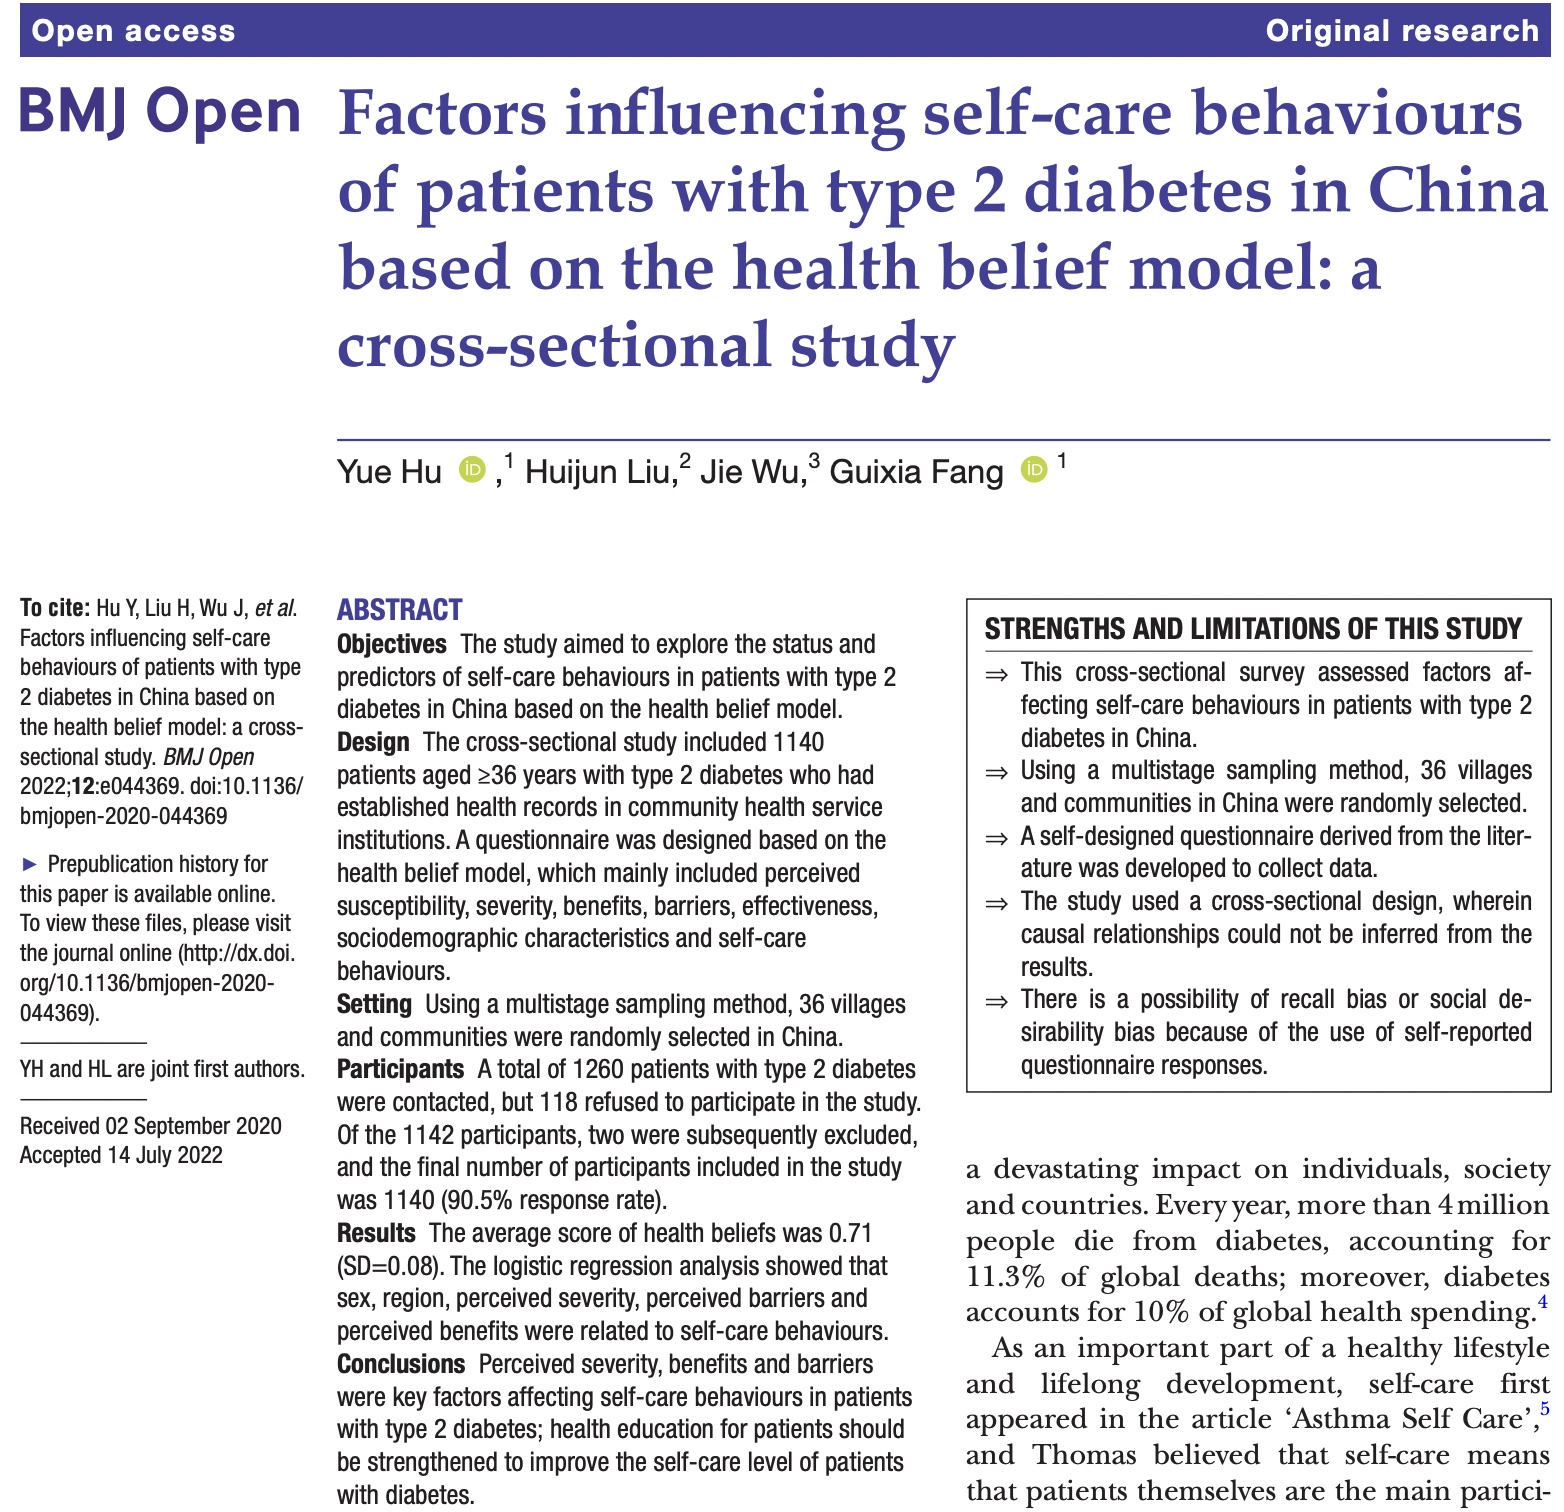 Open access
Original research
BMJ Open
Factors influencing self-care behaviours
of patients with type 2 diabetes in China
based on the health belief model: a
cross-sectional study
Yue Hu iD ,1 Huijun Liu,2 Jie Wu,3 Guixia Fang iD 1
To cite: Hu Y, Liu H, Wu J, et al.
Factors influencing self-care
behaviours of patients with type
2 diabetes in China based on
the health belief model: a cross-
sectional study. BMJ Open
2022;12:e044369. doi:10.1136/
bmjopen-2020-044369
► Prepublication history for
this paper is available online.
To view these files, please visit
the journal online (http://dx.doi.
org/10.1136/bmjopen-2020-
044369).
YH and HL are joint first authors.
Received 02 September 2020
Accepted 14 July 2022
ABSTRACT
Objectives The study aimed to explore the status and
predictors of self-care behaviours in patients with type 2
diabetes in China based on the health belief model.
Design The cross-sectional study included 1140
patients aged ≥36 years with type 2 diabetes who had
established health records in community health service
institutions. A questionnaire was designed based on the
health belief model, which mainly included perceived
susceptibility, severity, benefits, barriers, effectiveness,
sociodemographic characteristics and self-care
behaviours.
Setting Using a multistage sampling method, 36 villages
and communities were randomly selected in China.
Participants A total of 1260 patients with type 2 diabetes
were contacted, but 118 refused to participate in the study.
Of the 1142 participants, two were subsequently excluded,
and the final number of participants included in the study
was 1140 (90.5% response rate).
Results The average score of health beliefs was 0.71
(SD=0.08). The logistic regression analysis showed that
sex, region, perceived severity, perceived barriers and
perceived benefits were related to self-care behaviours.
Conclusions Perceived severity, benefits and barriers
were key factors affecting self-care behaviours in patients
with type 2 diabetes; health education for patients should
be strengthened to improve the self-care level of patients
with diabetes.
STRENGTHS AND LIMITATIONS OF THIS STUDY
⇒ This cross-sectional survey assessed factors af-
fecting self-care behaviours in patients with type 2
diabetes in China.
⇒ Using a multistage sampling method, 36 villages
and communities in China were randomly selected.
⇒ A self-designed questionnaire derived from the liter-
ature was developed to collect data.
⇒ The study used a cross-sectional design, wherein
causal relationships could not be inferred from the
results.
⇒ There is a possibility of recall bias or social de-
sirability bias because of the use of self-reported
questionnaire responses.
a devastating impact on individuals, society
and countries. Every year, more than 4 million
people die from diabetes, accounting for
11.3% of global deaths; moreover, diabetes
accounts for 10% of global health spending.4
As an important part of a healthy lifestyle
and lifelong development, self-care first
appeared in the article ‘Asthma Self Care’,5
and Thomas believed that self-care means
that patients themselves are the main partici-